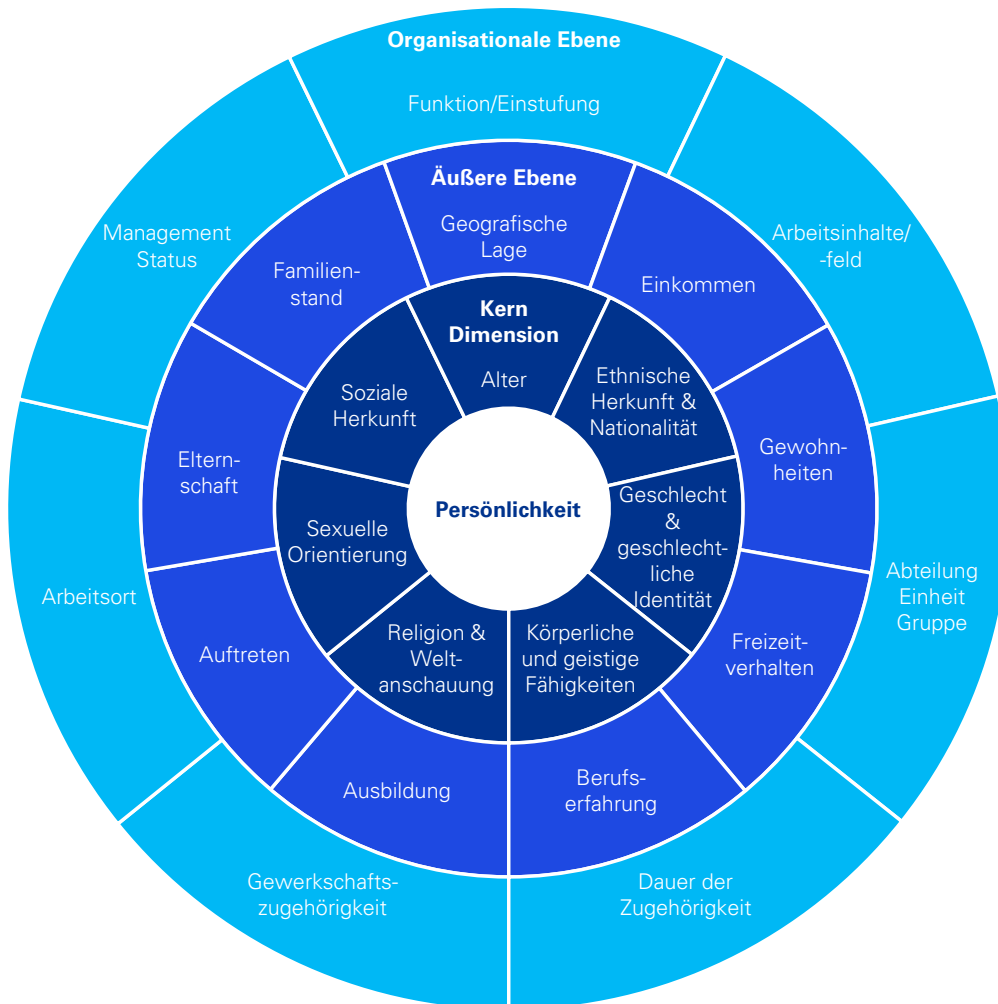 Organisationale Ebene
Funktion/Einstufung
Äußere Ebene
Geografische
Lage
Kern
Dimension
Alter
Management
Status
Familien-
stand
Einkommen
Arbeitsinhalte/
-feld
Soziale
Herkunft
Ethnische
Herkunft &
Nationalität
Eltern-
schaft
Gewohn-
heiten
Persönlichkeit
Sexuelle
Orientierung
Geschlecht
&
geschlecht-
liche
Identität
Arbeitsort
Abteilung
Einheit
Gruppe
Auftreten
Religion &
Welt-
anschauung
Körperliche
und geistige
Fähigkeiten
Freizeit-
verhalten
Ausbildung
Berufs-
erfahrung
Gewerkschafts-
zugehörigkeit
Dauer der
Zugehörigkeit